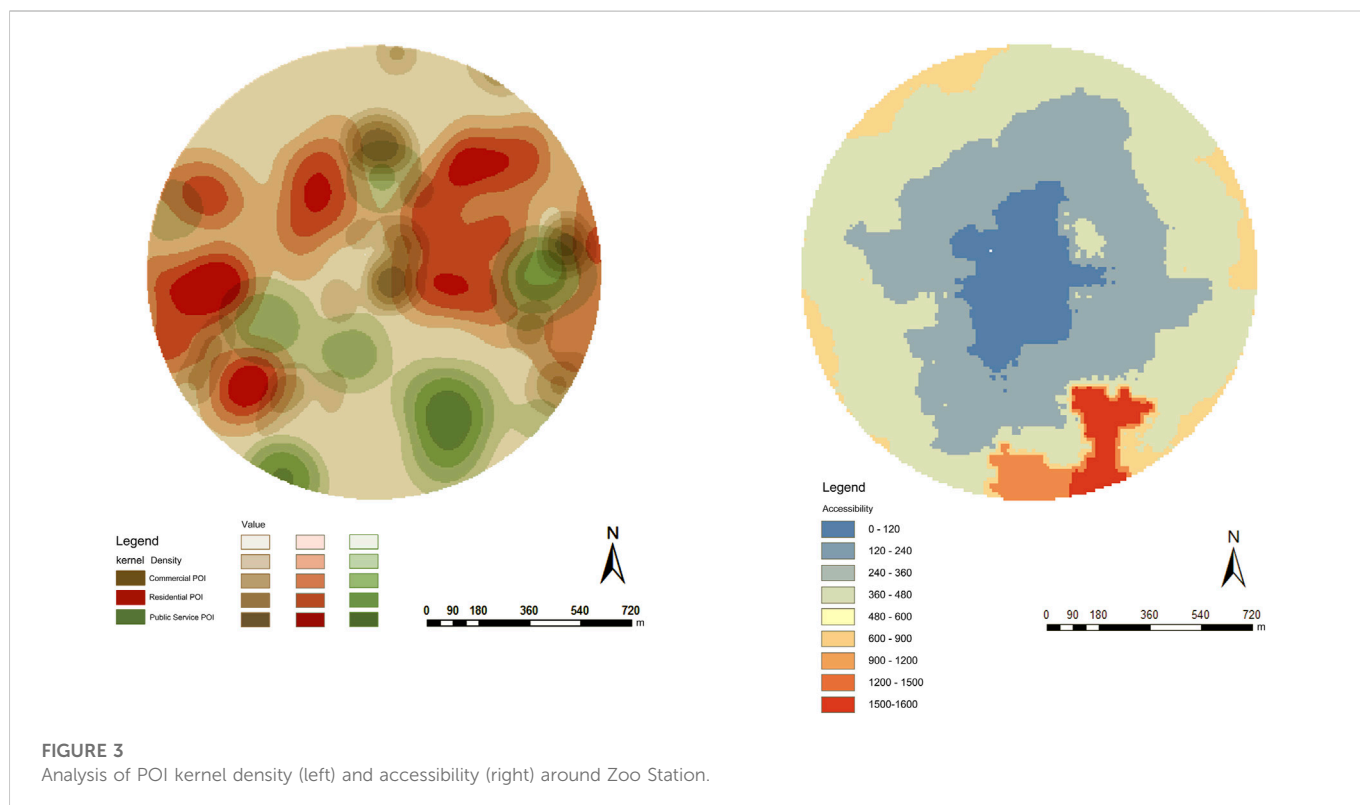 Value
Legend
kernel Density
Commercial POI
Residential POI
Public Service POI
N
0 90 180 360 540 720
m
Legend
Accessibility
0 - 120
120 - 240
240 - 360
360 - 480
480 - 600
600 - 900
900 - 1200
1200 - 1500
1500-1600
N
0 90 180 360 540 720
m
FIGURE 3
Analysis of POI kernel density (left) and accessibility (right) around Zoo Station.